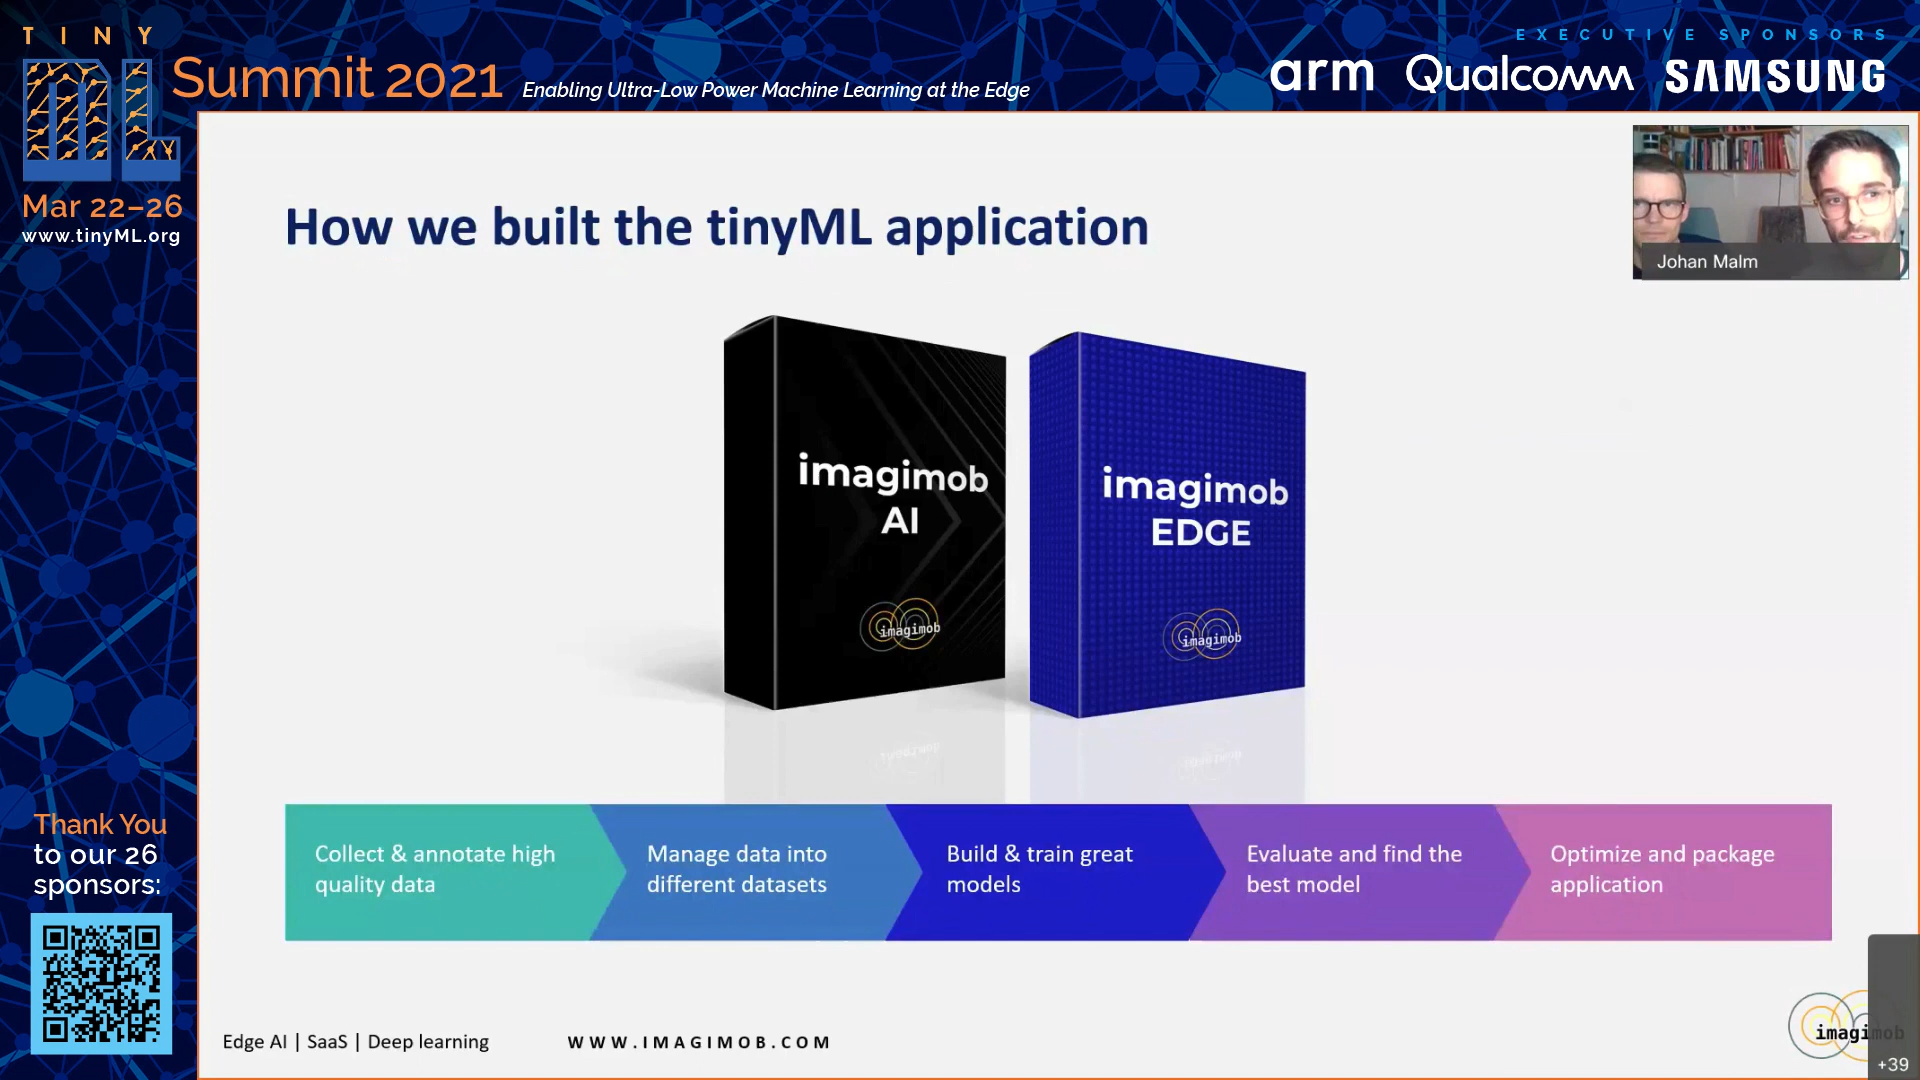 TINY
ML
Summit 2021
Enabling Ultra-Low Power Machine Learning at the Edge
EXECUTIVE SPONSORS
arm
Qualcomm
SAMSUNG
Mar 22–26
www.tinyML.org
Johan Malm
How we built the tinyML application
imagimob
AI
imagimob
imagimob
EDGE
imagimob
Collect & annotate high
quality data
Manage data into
different datasets
Build & train great
models
Evaluate and find the
best model
Optimize and package
application
Thank You
to our 26
sponsors:
Edge AI | SaaS | Deep learning
WWW.IMAGIMOB.COM
imagimob
+39